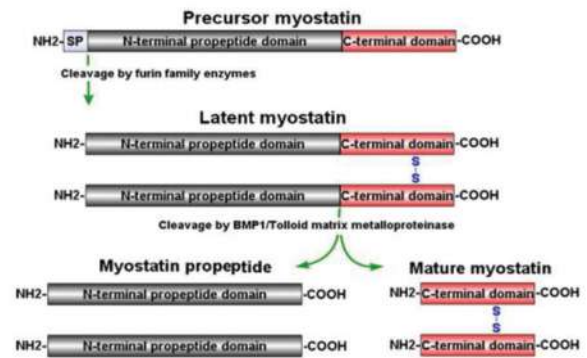 Precursor myostatin
NH2- SP N-terminal propeptide domain C-terminal domain -COOH
Cleavage by furin family enzymes
Latent myostatin
NH2- N-terminal propeptide domain C-terminal domain -COOH
S
S
NH2- N-terminal propeptide domain C-terminal domain -COOH
Cleavage by BMP1/Tolloid matrix metalloproteinase
Myostatin propeptide
NH2- N-terminal propeptide domain -COOH
NH2- N-terminal propeptide domain -COOH
Mature myostatin
NH2- C-terminal domain -COOH
S
S
NH2- C-terminal domain -COOH